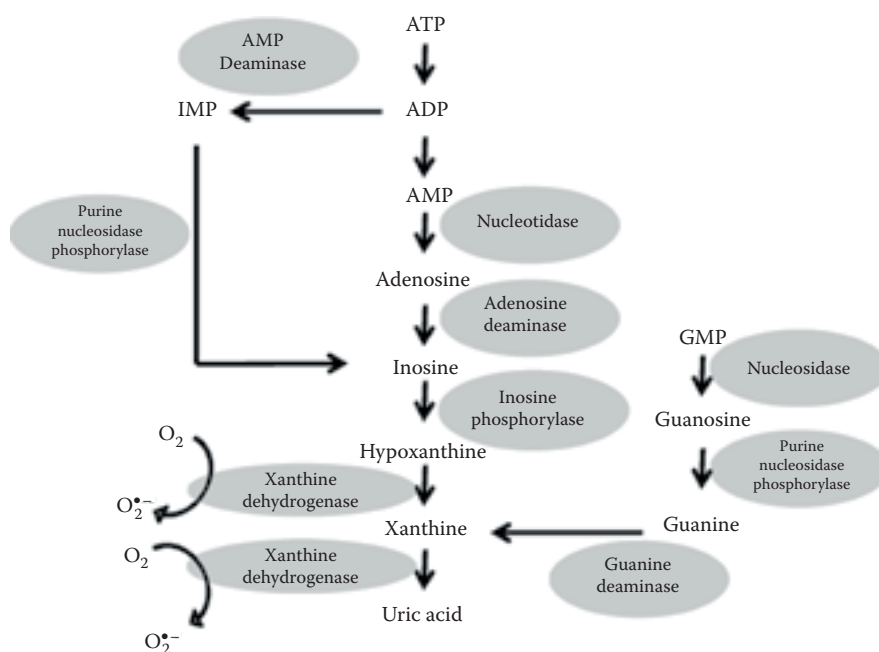 ATP
AMP
Deaminase
IMP
ADP
AMP
Purine
nucleosidase
phosphorylase
Nucleotidase
Adenosine
Adenosine
deaminase
GMP
Inosine
Nucleosidase
Inosine
phosphorylase
Guanosine
O₂
Hypoxanthine
Purine
nucleosidase
phosphorylase
Xanthine
dehydrogenase
O₂•−
Xanthine
Guanine
O₂
Xanthine
dehydrogenase
Guanine
deaminase
Uric acid
O₂•−